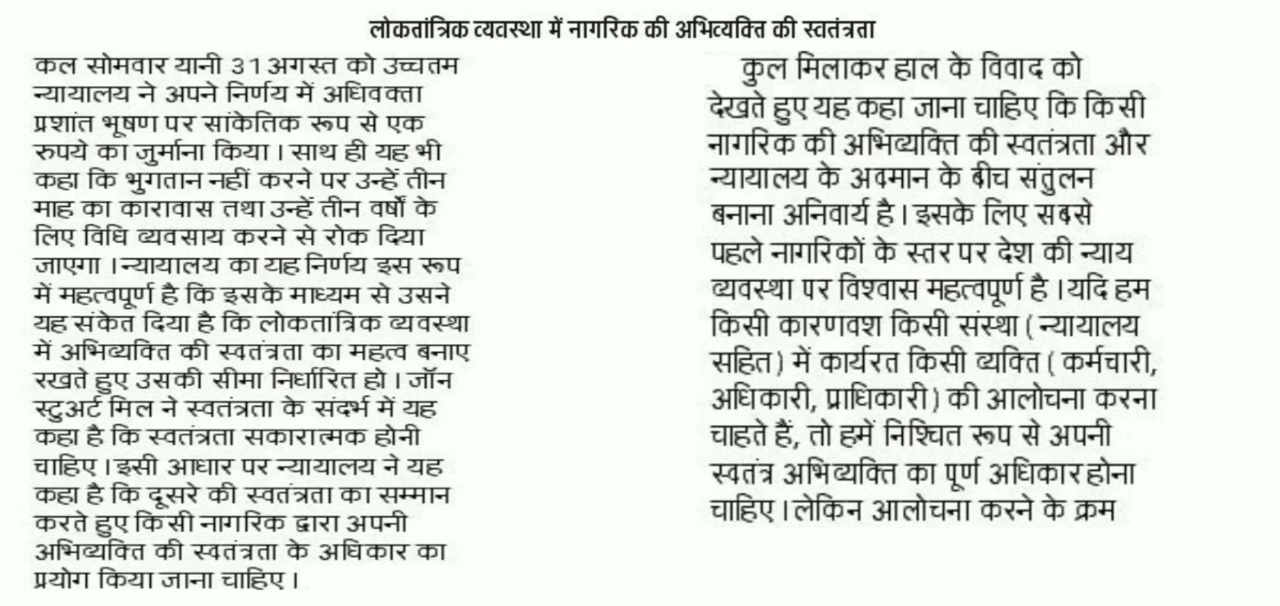 लोकतांत्रिक व्यवस्था में नागरिक की अभिव्यक्ति की स्वतंत्रता
कल सोमवार यानी 31 अगस्त को उच्चतम
न्यायालय ने अपने निर्णय में अधिवक्ता
प्रशांत भूषण पर सांकेतिक रूप से एक
रुपये का जुर्माना किया । साथ ही यह भी
कहा कि भुगतान नहीं करने पर उन्हें तीन
माह का कारावास तथा उन्हें तीन वर्षों के
लिए विधि व्यवसाय करने से रोक दिया
जाएगा । न्यायालय का यह निर्णय इस रूप
में महत्वपूर्ण है कि इसके माध्यम से उसने
यह संकेत दिया है कि लोकतांत्रिक व्यवस्था
में अभिव्यक्ति की स्वतंत्रता का महत्व बनाए
रखते हुए उसकी सीमा निर्धारित हो । जॉन
स्टुअर्ट मिल ने स्वतंत्रता के संदर्भ में यह
कहा है कि स्वतंत्रता सकारात्मक होनी
चाहिए । इसी आधार पर न्यायालय ने यह
कहा है कि दूसरे की स्वतंत्रता का सम्मान
करते हुए किसी नागरिक द्वारा अपनी
अभिव्यक्ति की स्वतंत्रता के अधिकार का
प्रयोग किया जाना चाहिए ।
कुल मिलाकर हाल के विवाद को
देखते हुए यह कहा जाना चाहिए कि किसी
नागरिक की अभिव्यक्ति की स्वतंत्रता और
न्यायालय के अवमान के बीच संतुलन
बनाना अनिवार्य है । इसके लिए सबसे
पहले नागरिकों के स्तर पर देश की न्याय
व्यवस्था पर विश्वास महत्वपूर्ण है । यदि हम
किसी कारणवश किसी संस्था ( न्यायालय
सहित ) में कार्यरत किसी व्यक्ति ( कर्मचारी,
अधिकारी, प्राधिकारी ) की आलोचना करना
चाहते हैं, तो हमें निश्चित रूप से अपनी
स्वतंत्र अभिव्यक्ति का पूर्ण अधिकार होना
चाहिए । लेकिन आलोचना करने के क्रम